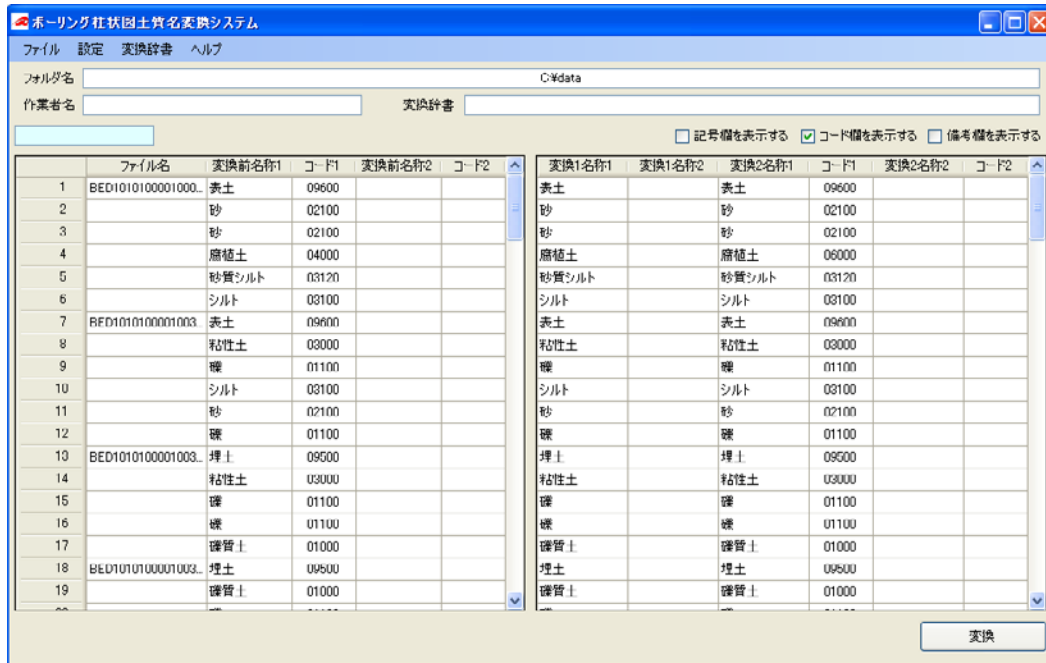 ボーリング柱状図土質名変換システム
ファイル 設定 変換辞書 ヘルプ
フォルダ名 C:¥data
作業者名 変換辞書
記号欄を表示する コード欄を表示する 備考欄を表示する
ファイル名 変換前名称1 コード1 変換前名称2 コード2 変換1名称1 変換1名称2 変換2名称1 コード1 変換2名称2 コード2
1 BED1010100001000... 表土 09600 表土 表土 09600
2 砂 02100 砂 砂 02100
3 砂 02100 砂 砂 02100
4 腐植土 04000 腐植土 腐植土 06000
5 砂質シルト 03120 砂質シルト 砂質シルト 03120
6 シルト 03100 シルト シルト 03100
7 BED1010100001003... 表土 09600 表土 表土 09600
8 粘性土 03000 粘性土 粘性土 03000
9 礫 01100 礫 礫 01100
10 シルト 03100 シルト シルト 03100
11 砂 02100 砂 砂 02100
12 礫 01100 礫 礫 01100
13 BED1010100001003... 埋土 09500 埋土 埋土 09500
14 粘性土 03000 粘性土 粘性土 03000
15 礫 01100 礫 礫 01100
16 礫 01100 礫 礫 01100
17 礫質土 01000 礫質土 礫質土 01000
18 BED1010100001003... 埋土 09500 埋土 埋土 09500
19 礫質土 01000 礫質土 礫質土 01000
変換